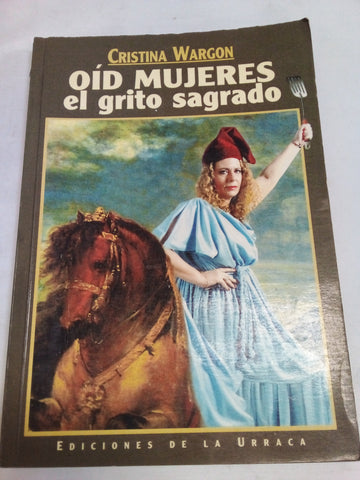 CRISTINA WARGON
OÍD MUJERES
el grito sagrado
EDICIONES DE LA URRACA